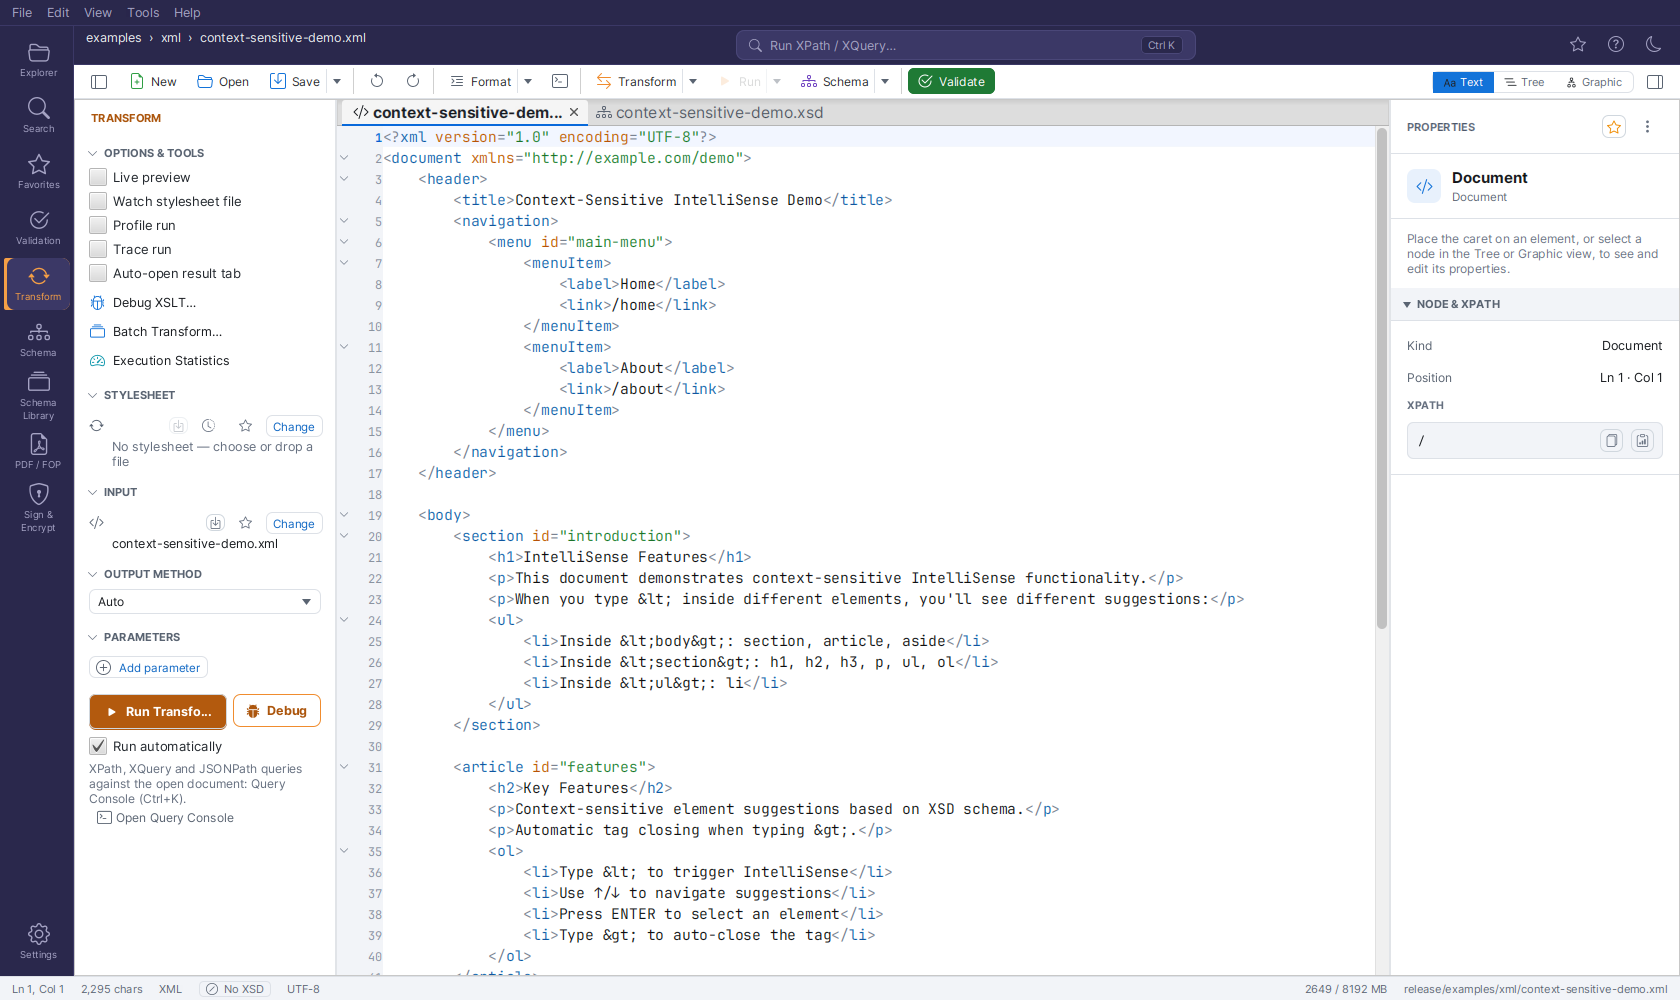 File Edit View Tools Help
examples › xml › context-sensitive-demo.xml
Run XPath / XQuery... Ctrl K
New Open Save Format Transform Run Schema Validate
Aa Text Tree Graphic
Explorer
Search
Favorites
Validation
Transform
Schema
Schema
Library
PDF / FOP
Sign &
Encrypt
Settings
TRANSFORM
OPTIONS & TOOLS
Live preview
Watch stylesheet file
Profile run
Trace run
Auto-open result tab
Debug XSLT...
Batch Transform...
Execution Statistics
STYLESHEET
Change
No stylesheet — choose or drop a
file
INPUT
Change
context-sensitive-demo.xml
OUTPUT METHOD
Auto
PARAMETERS
Add parameter
Run Transfo... Debug
Run automatically
XPath, XQuery and JSONPath queries
against the open document: Query
Console (Ctrl+K).
Open Query Console
context-sensitive-dem... context-sensitive-demo.xsd
1 <?xml version="1.0" encoding="UTF-8"?>
2 <document xmlns="http://example.com/demo">
3 <header>
4 <title>Context-Sensitive IntelliSense Demo</title>
5 <navigation>
6 <menu id="main-menu">
7 <menuItem>
8 <label>Home</label>
9 <link>/home</link>
10 </menuItem>
11 <menuItem>
12 <label>About</label>
13 <link>/about</link>
14 </menuItem>
15 </menu>
16 </navigation>
17 </header>
18
19 <body>
20 <section id="introduction">
21 <h1>IntelliSense Features</h1>
22 <p>This document demonstrates context-sensitive IntelliSense functionality.</p>
23 <p>When you type &lt; inside different elements, you'll see different suggestions:</p>
24 <ul>
25 <li>Inside &lt;body&gt;: section, article, aside</li>
26 <li>Inside &lt;section&gt;: h1, h2, h3, p, ul, ol</li>
27 <li>Inside &lt;ul&gt;: li</li>
28 </ul>
29 </section>
30
31 <article id="features">
32 <h2>Key Features</h2>
33 <p>Context-sensitive element suggestions based on XSD schema.</p>
34 <p>Automatic tag closing when typing &gt;.</p>
35 <ol>
36 <li>Type &lt; to trigger IntelliSense</li>
37 <li>Use ↑/↓ to navigate suggestions</li>
38 <li>Press ENTER to select an element</li>
39 <li>Type &gt; to auto-close the tag</li>
40 </ol>
PROPERTIES
Document
Document
Place the caret on an element, or select a
node in the Tree or Graphic view, to see and
edit its properties.
NODE & XPATH
Kind Document
Position Ln 1 · Col 1
XPATH
/
Ln 1, Col 1 2,295 chars XML No XSD UTF-8 2649 / 8192 MB release/examples/xml/context-sensitive-demo.xml